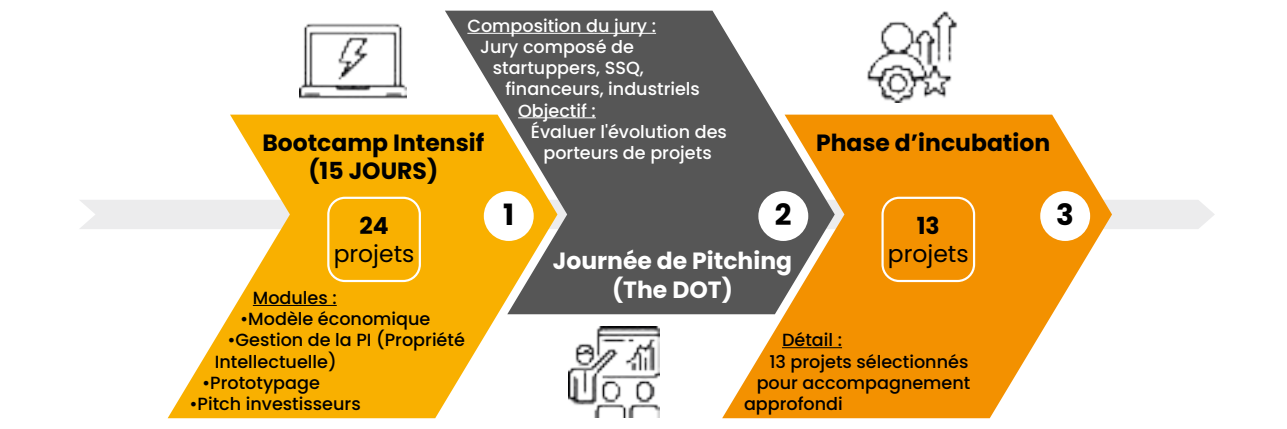 Bootcamp Intensif
(15 JOURS)
24
projets
1
Modules :
•Modèle économique
•Gestion de la PI (Propriété
Intellectuelle)
•Prototypage
•Pitch investisseurs
Composition du jury :
Jury composé de
startuppers, SSQ,
financeurs, industriels
Objectif :
Évaluer l'évolution des
porteurs de projets
2
Journée de Pitching
(The DOT)
Phase d’incubation
13
projets
3
Détail :
13 projets sélectionnés
pour accompagnement
approfondi